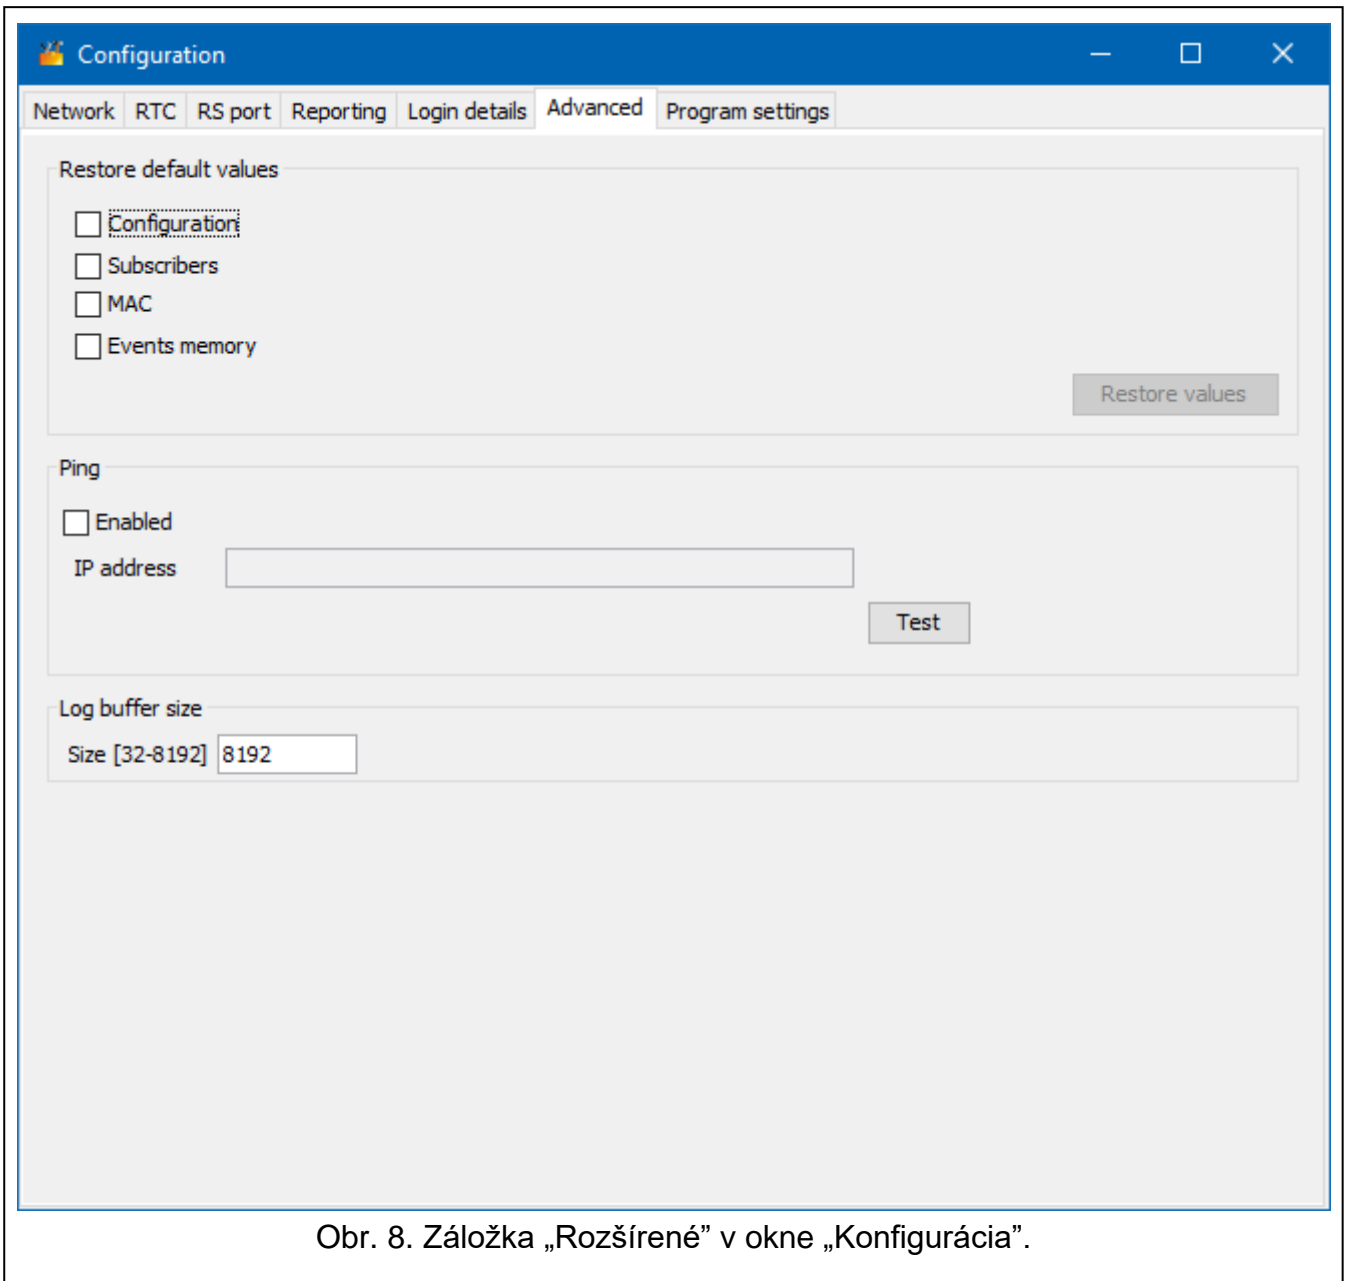 Configuration
Network RTC RS port Reporting Login details Advanced Program settings
Restore default values
Configuration
Subscribers
MAC
Events memory
Restore values
Ping
Enabled
IP address
Test
Log buffer size
Size [32-8192] 8192
Obr. 8. Záložka „Rozšírené” v okne „Konfigurácia”.